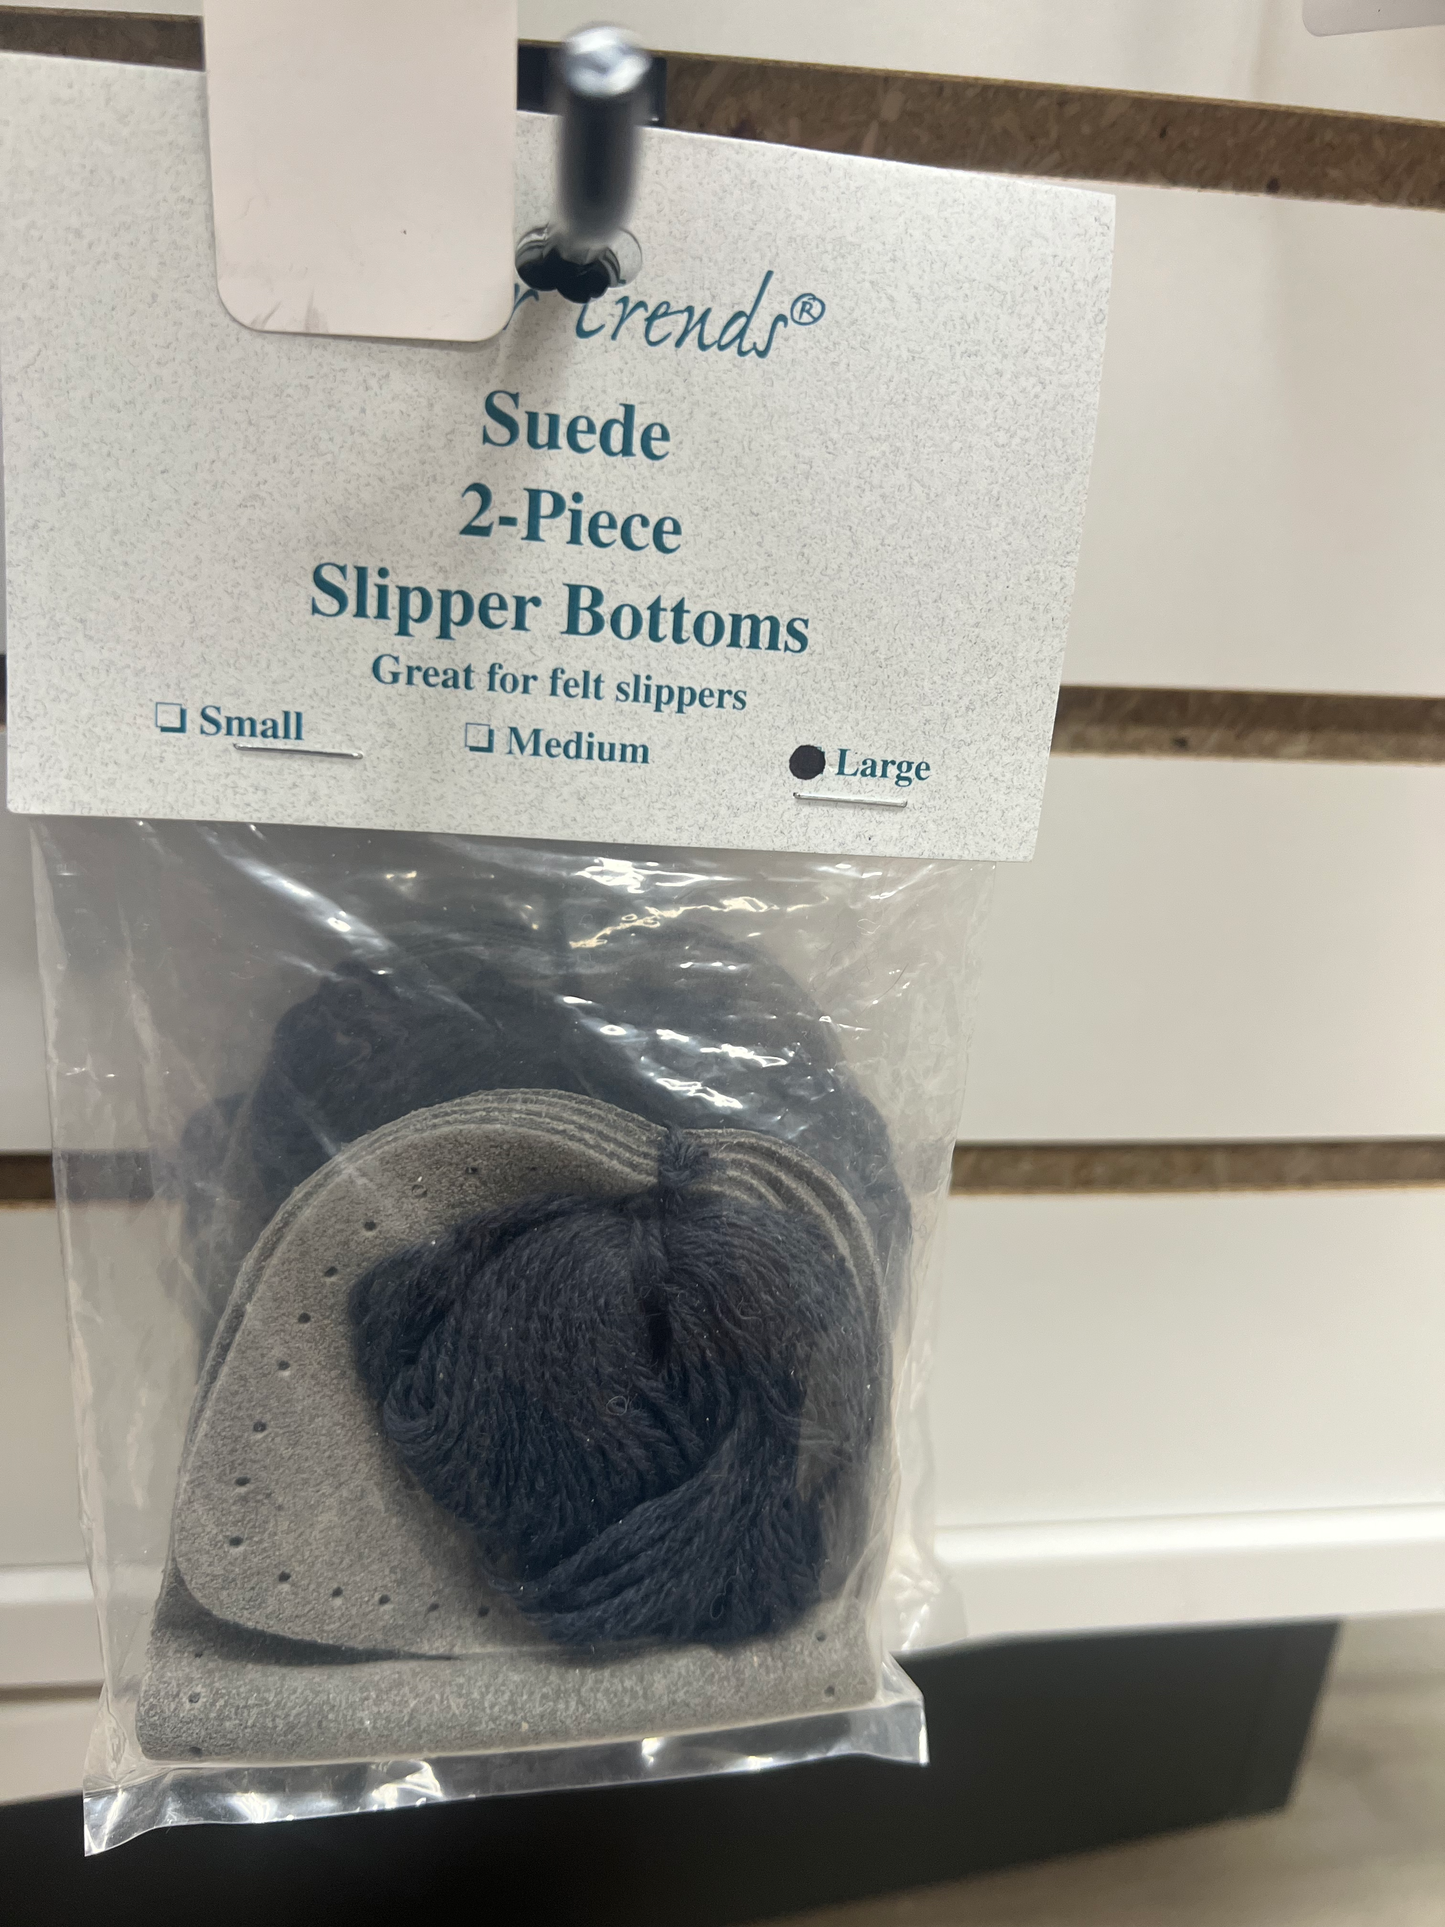 Trends®
Suede
2-Piece
Slipper Bottoms
Great for felt slippers
Small Medium Large